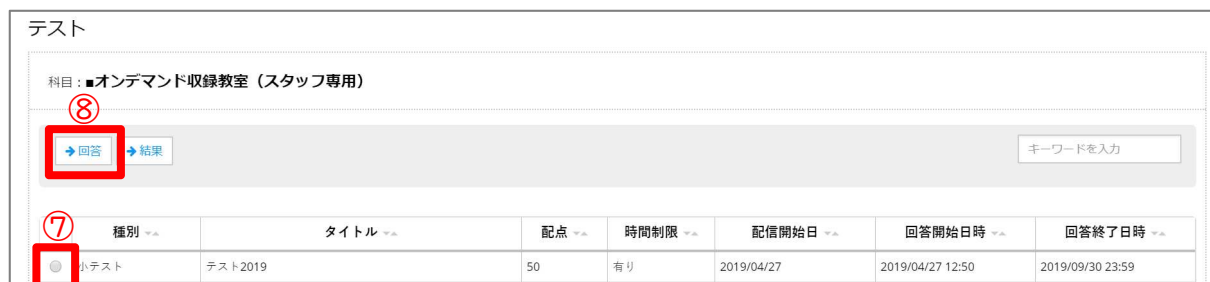 テスト
科目 : ■オンデマンド収録教室（スタッフ専用）
⑧
➔回答 ➔結果 キーワードを入力
⑦ 種別 タイトル 配点 時間制限 配信開始日 回答開始日時 回答終了日時
小テスト テスト2019 50 有り 2019/04/27 2019/04/27 12:50 2019/09/30 23:59